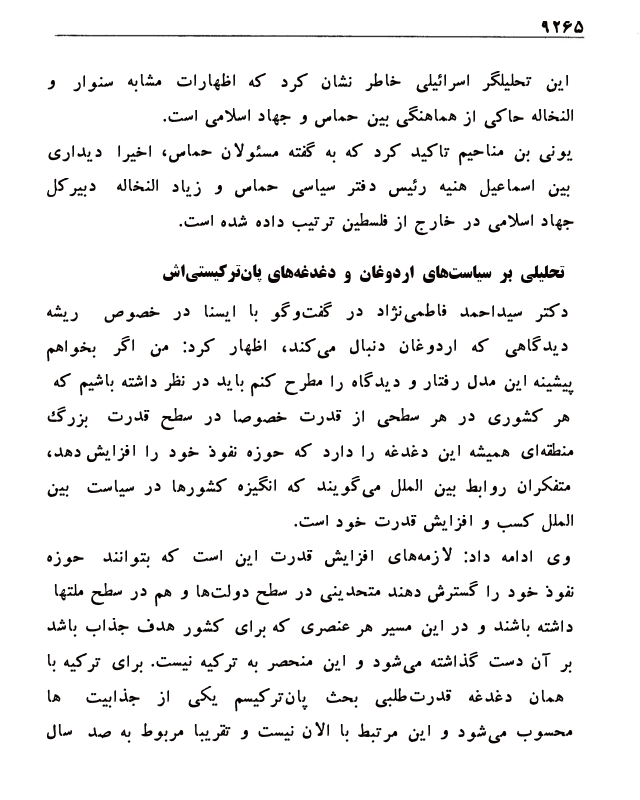 ۹۲۶۵
این تحلیلگر اسرائیلی خاطر نشان کرد که اظهارات مشابه سنوار و
النخاله حاکی از هماهنگی بین حماس و جهاد اسلامی است.
یونی بن مناحیم تاکید کرد که به گفته مسئولان حماس، اخیرا دیداری
بین اسماعیل هنیه رئیس دفتر سیاسی حماس و زیاد النخاله دبیرکل
جهاد اسلامی در خارج از فلسطین ترتیب داده شده است.
تحلیلی بر سیاست‌های اردوغان و دغدغه‌های پان‌ترکیستی‌اش
دکتر سیداحمد فاطمی‌نژاد در گفت‌وگو با ایسنا در خصوص ریشه
دیدگاهی که اردوغان دنبال می‌کند، اظهار کرد: من اگر بخواهم
پیشینه این مدل رفتار و دیدگاه را مطرح کنم باید در نظر داشته باشیم که
هر کشوری در هر سطحی از قدرت خصوصا در سطح قدرت بزرگ
منطقه‌ای همیشه این دغدغه را دارد که حوزه نفوذ خود را افزایش دهد،
متفکران روابط بین الملل می‌گویند که انگیزه کشورها در سیاست بین
الملل کسب و افزایش قدرت خود است.
وی ادامه داد: لازمه‌های افزایش قدرت این است که بتوانند حوزه
نفوذ خود را گسترش دهند متحدینی در سطح دولت‌ها و هم در سطح ملتها
داشته باشند و در این مسیر هر عنصری که برای کشور هدف جذاب باشد
بر آن دست گذاشته می‌شود و این منحصر به ترکیه نیست. برای ترکیه با
همان دغدغه قدرت‌طلبی بحث پان‌ترکیسم یکی از جذابیت ها
محسوب می‌شود و این مرتبط با الان نیست و تقریبا مربوط به صد سال